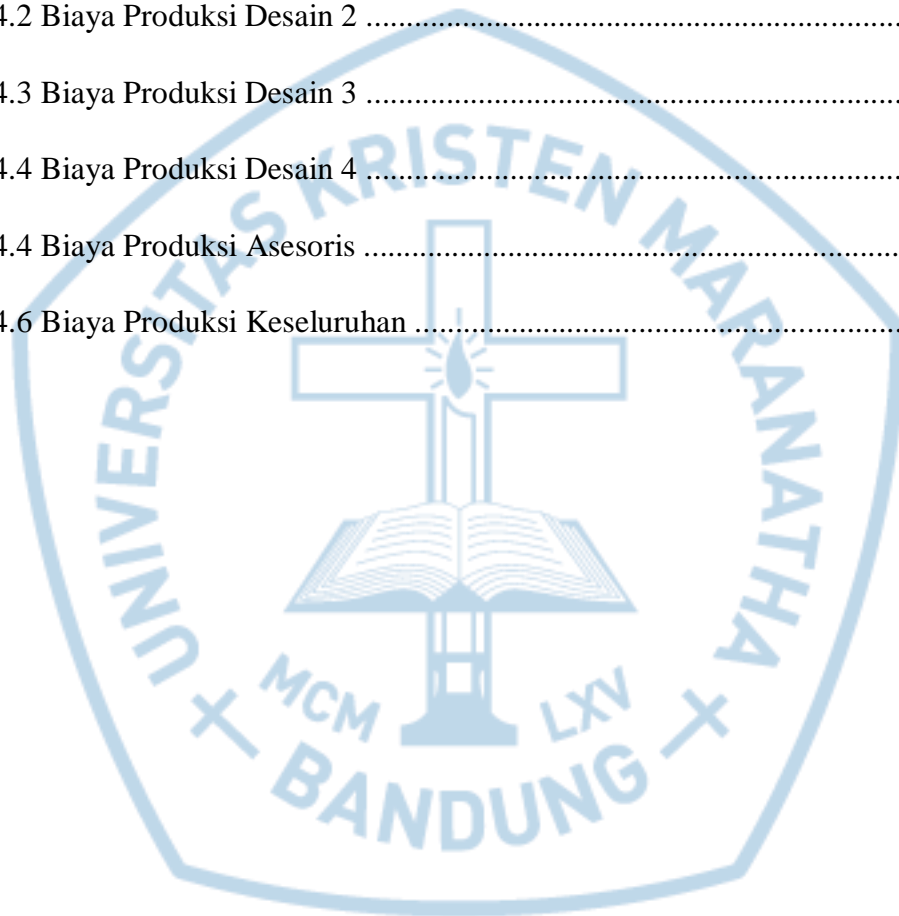 4.2 Biaya Produksi Desain 2 ..........................................................................
4.3 Biaya Produksi Desain 3 ..........................................................................
4.4 Biaya Produksi Desain 4 ..........................................................................
4.4 Biaya Produksi Asesoris ..........................................................................
4.6 Biaya Produksi Keseluruhan ....................................................................
UNIVERSITAS KRISTEN MARANATHA
MCM LXV
BANDUNG